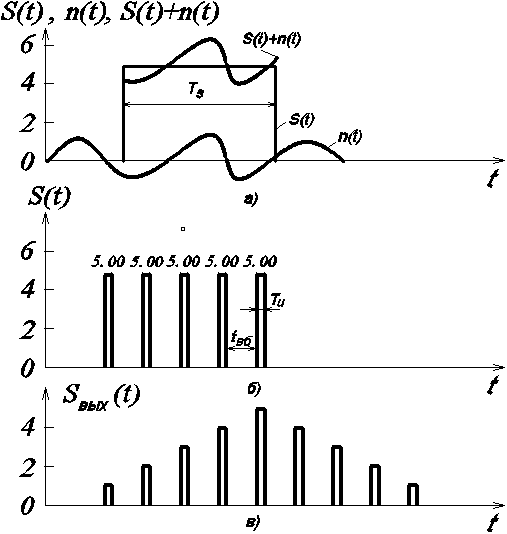 S(t), n(t), S(t)+n(t)
6
S(t)+n(t)
4
Tэ
2
S(t)
n(t)
0
t
а)
S(t)
6
5.00 5.00 5.00 5.00 5.00
4
Tи
2
tвб
0
t
б)
Sвых(t)
4
2
0
t
в)